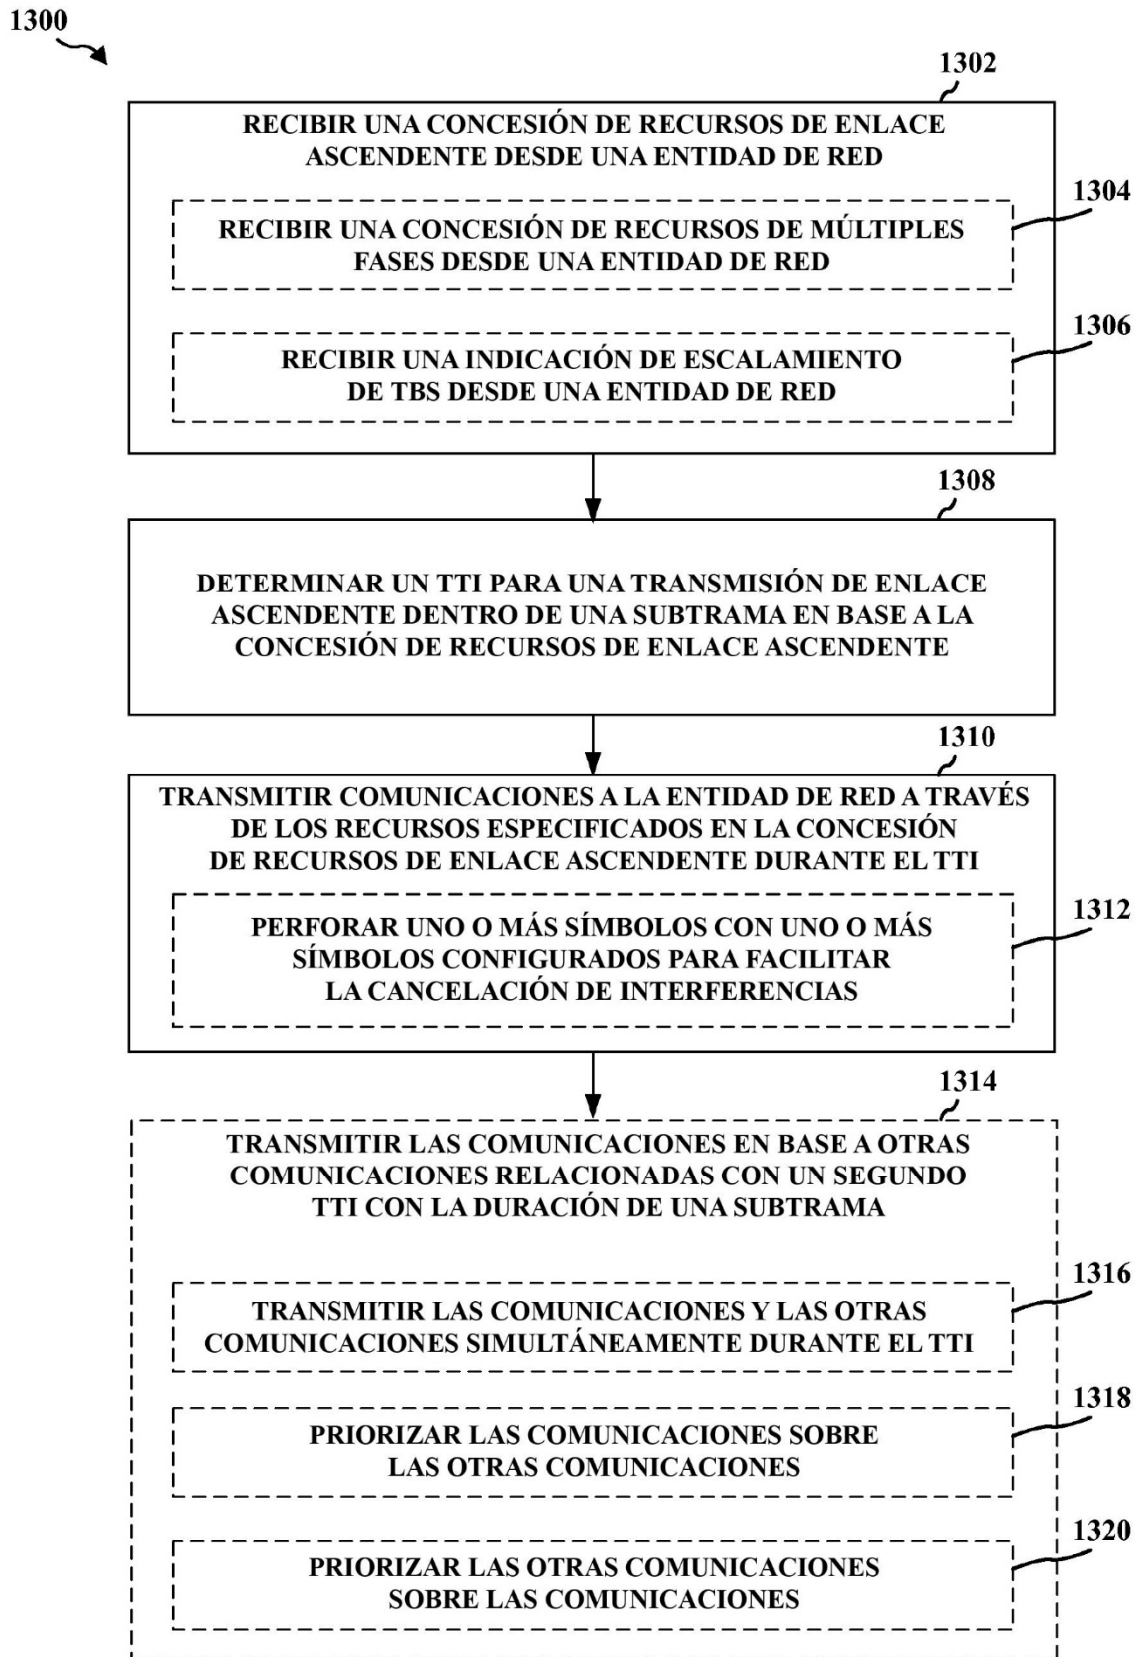 1300
1302
RECIBIR UNA CONCESIÓN DE RECURSOS DE ENLACE
ASCENDENTE DESDE UNA ENTIDAD DE RED
1304
RECIBIR UNA CONCESIÓN DE RECURSOS DE MÚLTIPLES
FASES DESDE UNA ENTIDAD DE RED
1306
RECIBIR UNA INDICACIÓN DE ESCALAMIENTO
DE TBS DESDE UNA ENTIDAD DE RED
1308
DETERMINAR UN TTI PARA UNA TRANSMISIÓN DE ENLACE
ASCENDENTE DENTRO DE UNA SUBTRAMA EN BASE A LA
CONCESIÓN DE RECURSOS DE ENLACE ASCENDENTE
1310
TRANSMITIR COMUNICACIONES A LA ENTIDAD DE RED A TRAVÉS
DE LOS RECURSOS ESPECIFICADOS EN LA CONCESIÓN
DE RECURSOS DE ENLACE ASCENDENTE DURANTE EL TTI
1312
PERFORAR UNO O MÁS SÍMBOLOS CON UNO O MÁS
SÍMBOLOS CONFIGURADOS PARA FACILITAR
LA CANCELACIÓN DE INTERFERENCIAS
1314
TRANSMITIR LAS COMUNICACIONES EN BASE A OTRAS
COMUNICACIONES RELACIONADAS CON UN SEGUNDO
TTI CON LA DURACIÓN DE UNA SUBTRAMA
1316
TRANSMITIR LAS COMUNICACIONES Y LAS OTRAS
COMUNICACIONES SIMULTÁNEAMENTE DURANTE EL TTI
1318
PRIORIZAR LAS COMUNICACIONES SOBRE
LAS OTRAS COMUNICACIONES
1320
PRIORIZAR LAS OTRAS COMUNICACIONES
SOBRE LAS COMUNICACIONES